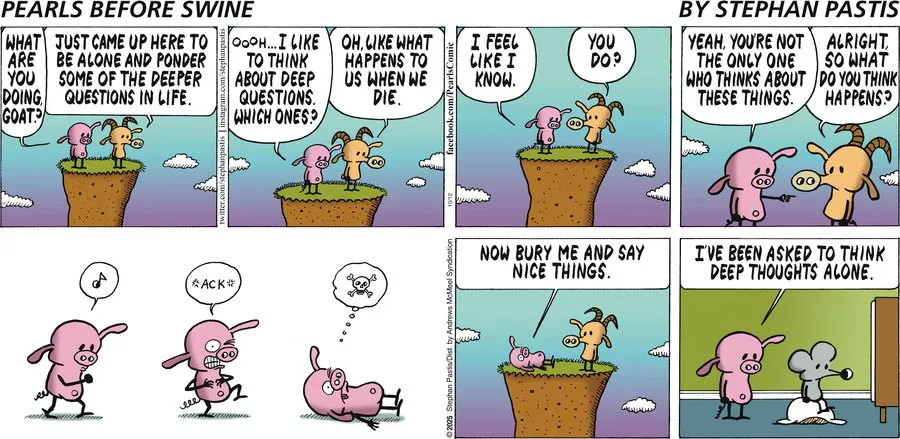 PEARLS BEFORE SWINE
BY STEPHAN PASTIS
WHAT
ARE
YOU
DOING,
GOAT?
JUST CAME UP HERE TO
BE ALONE AND PONDER
SOME OF THE DEEPER
QUESTIONS IN LIFE.
twitter.com/stephanpastis | instagram.com/stephanpastis
OOOH...I LIKE
TO THINK
ABOUT DEEP
QUESTIONS.
WHICH ONES?
OH, LIKE WHAT
HAPPENS TO
US WHEN WE
DIE.
facebook.com/PearlsComic
10/12
I FEEL
LIKE I
KNOW.
YOU
DO?
YEAH, YOU'RE NOT
THE ONLY ONE
WHO THINKS ABOUT
THESE THINGS.
ALRIGHT,
SO WHAT
DO YOU THINK
HAPPENS?
*ACK*
© 2025 Stephan Pastis/Dist. by Andrews McMeel Syndication
NOW BURY ME AND SAY
NICE THINGS.
I'VE BEEN ASKED TO THINK
DEEP THOUGHTS ALONE.